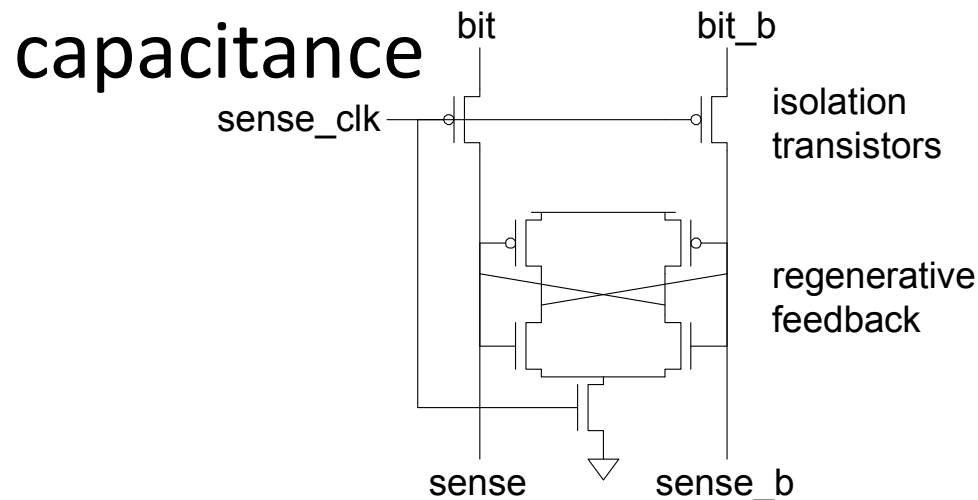 capacitance
bit
bit_b
sense_clk
isolation
transistors
regenerative
feedback
sense
sense_b